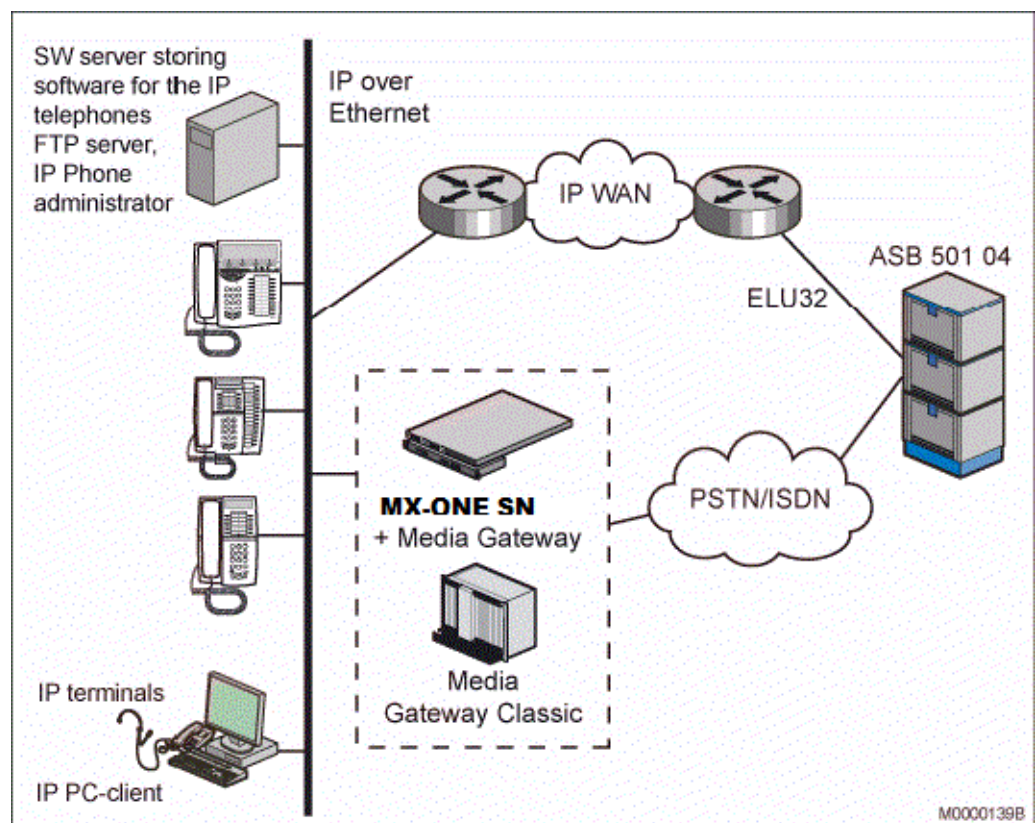 SW server storing
software for the IP
telephones
FTP server,
IP Phone
administrator
IP over
Ethernet
IP WAN
ASB 501 04
ELU32
MX-ONE SN
+ Media Gateway
PSTN/ISDN
Media
Gateway Classic
IP terminals
IP PC-client
M0000139B